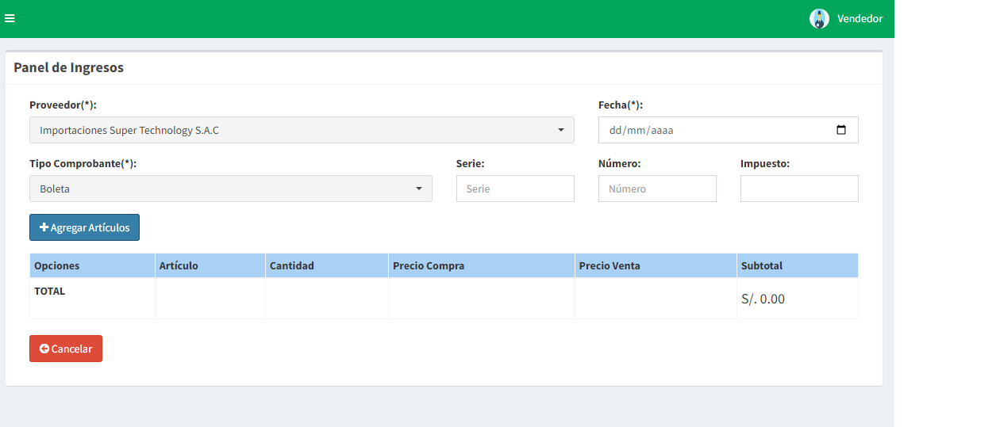 Vendedor
Panel de Ingresos
Proveedor(*): Fecha(*):
Importaciones Super Technology S.A.C dd/mm/aaaa
Tipo Comprobante(*): Serie: Número: Impuesto:
Boleta Serie Número
Agregar Artículos
Opciones Artículo Cantidad Precio Compra Precio Venta Subtotal
TOTAL S/. 0.00
Cancelar